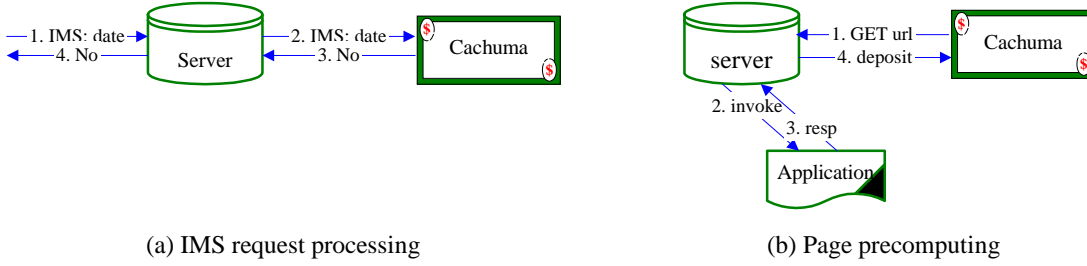 1. IMS: date
2. IMS: date
4. No
3. No
Server
Cachuma
$
$
(a) IMS request processing
1. GET url
4. deposit
server
Cachuma
$
$
2. invoke
3. resp
Application
(b) Page precomputing